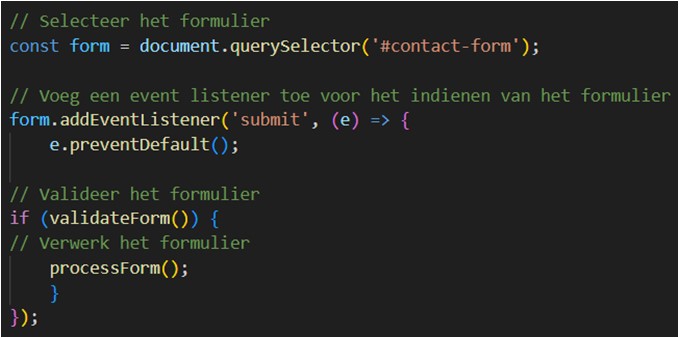 // Selecteer het formulier
const form = document.querySelector('#contact-form');
// Voeg een event listener toe voor het indienen van het formulier
form.addEventListener('submit', (e) => {
e.preventDefault();
// Valideer het formulier
if (validateForm()) {
// Verwerk het formulier
processForm();
}
});